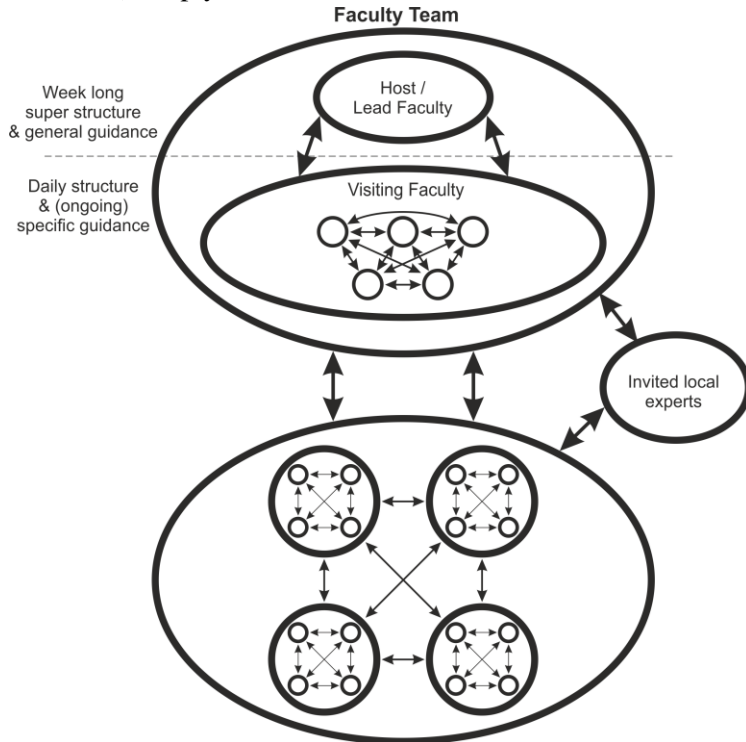 Faculty Team
Week long
super structure
& general guidance
Host /
Lead Faculty
Daily structure
& (ongoing)
specific guidance
Visiting Faculty
Invited local
experts